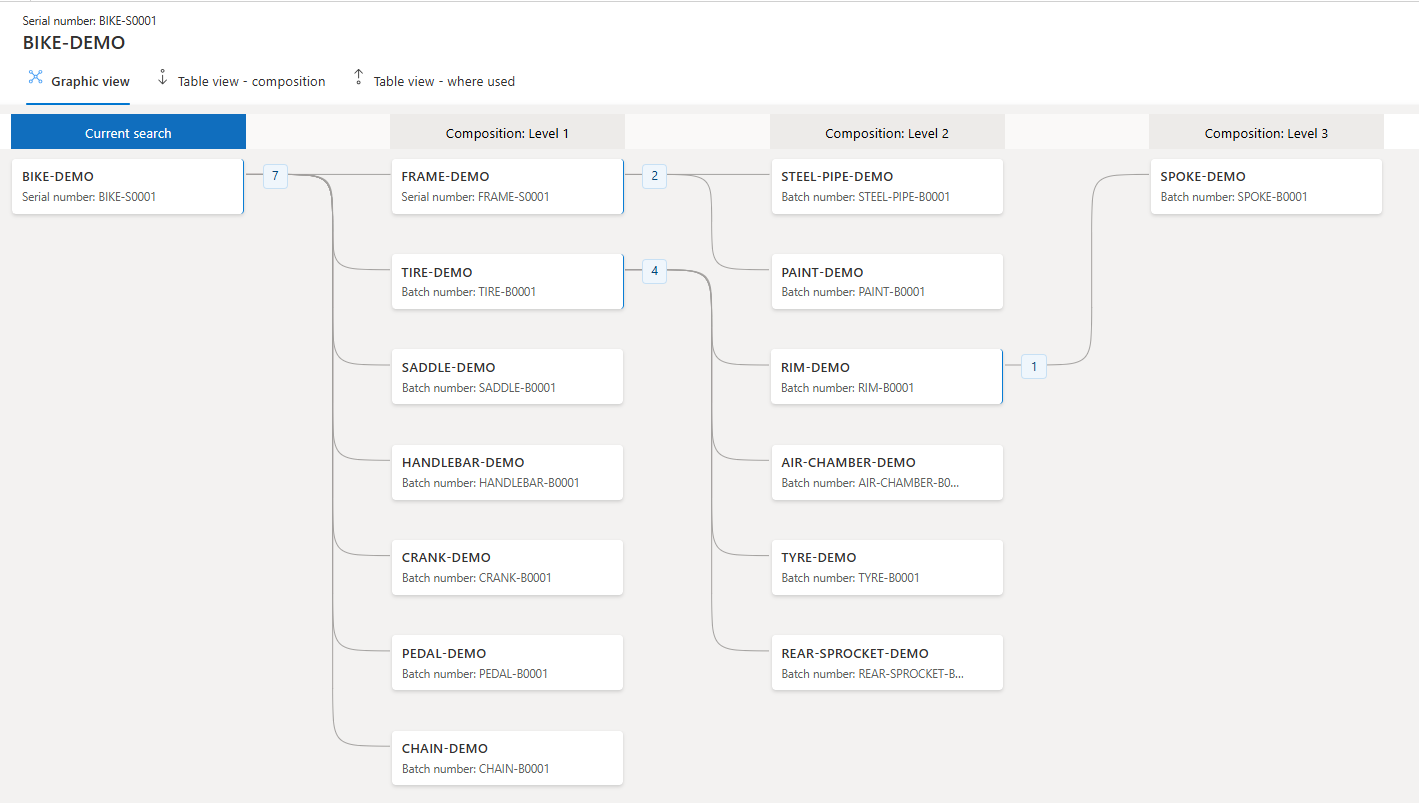 Serial number: BIKE-S0001
BIKE-DEMO
Graphic view
Table view - composition
Table view - where used
Current search
Composition: Level 1
Composition: Level 2
Composition: Level 3
BIKE-DEMO
Serial number: BIKE-S0001
7
FRAME-DEMO
Serial number: FRAME-S0001
2
STEEL-PIPE-DEMO
Batch number: STEEL-PIPE-B0001
SPOKE-DEMO
Batch number: SPOKE-B0001
TIRE-DEMO
Batch number: TIRE-B0001
4
PAINT-DEMO
Batch number: PAINT-B0001
SADDLE-DEMO
Batch number: SADDLE-B0001
RIM-DEMO
Batch number: RIM-B0001
1
HANDLEBAR-DEMO
Batch number: HANDLEBAR-B0001
AIR-CHAMBER-DEMO
Batch number: AIR-CHAMBER-B0...
CRANK-DEMO
Batch number: CRANK-B0001
TYRE-DEMO
Batch number: TYRE-B0001
PEDAL-DEMO
Batch number: PEDAL-B0001
REAR-SPROCKET-DEMO
Batch number: REAR-SPROCKET-B...
CHAIN-DEMO
Batch number: CHAIN-B0001